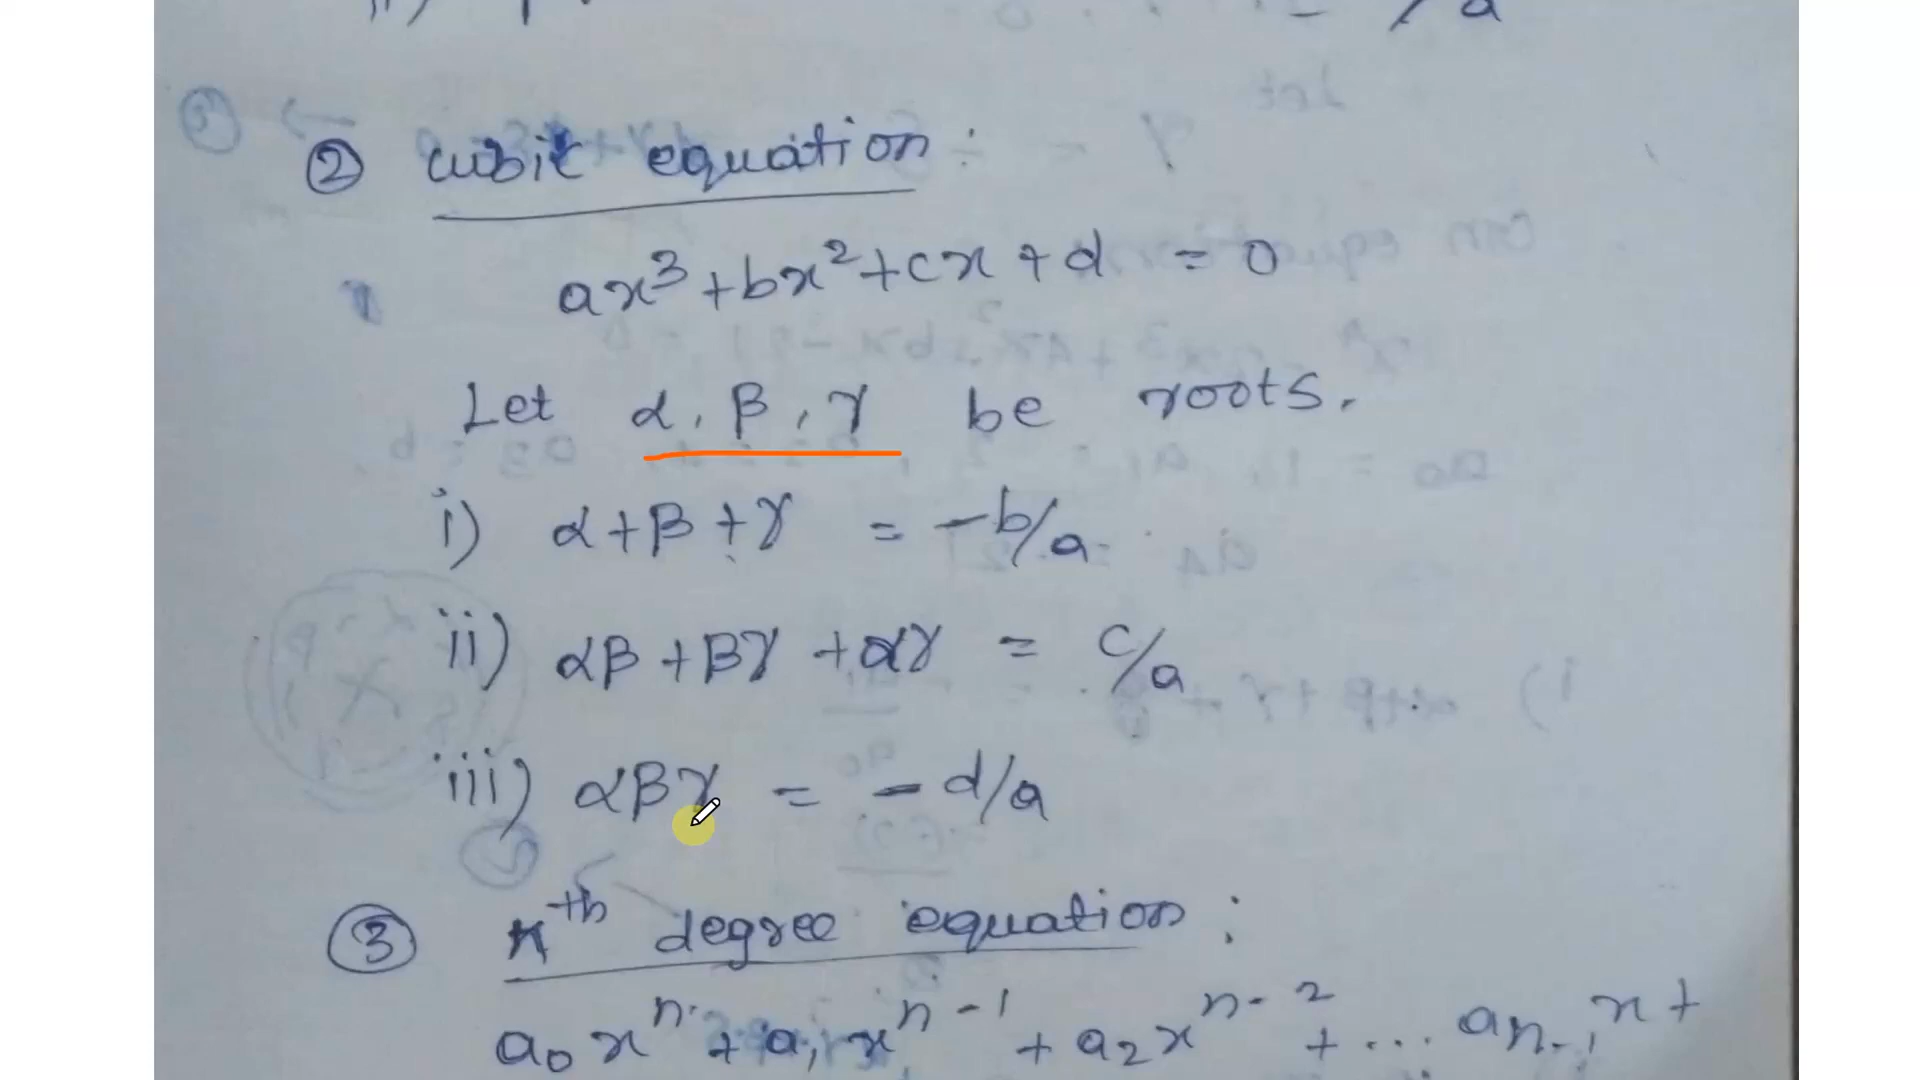 ② cubic equation :
ax³ + bx² + cx + d = 0
Let α, β, γ be roots.
i) α + β + γ = -b/a
ii) αβ + βγ + αγ = c/a
iii) αβγ = - d/a
③ nth degree equation :
a₀xⁿ + a₁xⁿ⁻¹ + a₂xⁿ⁻² + ... aₙ₋₁x +